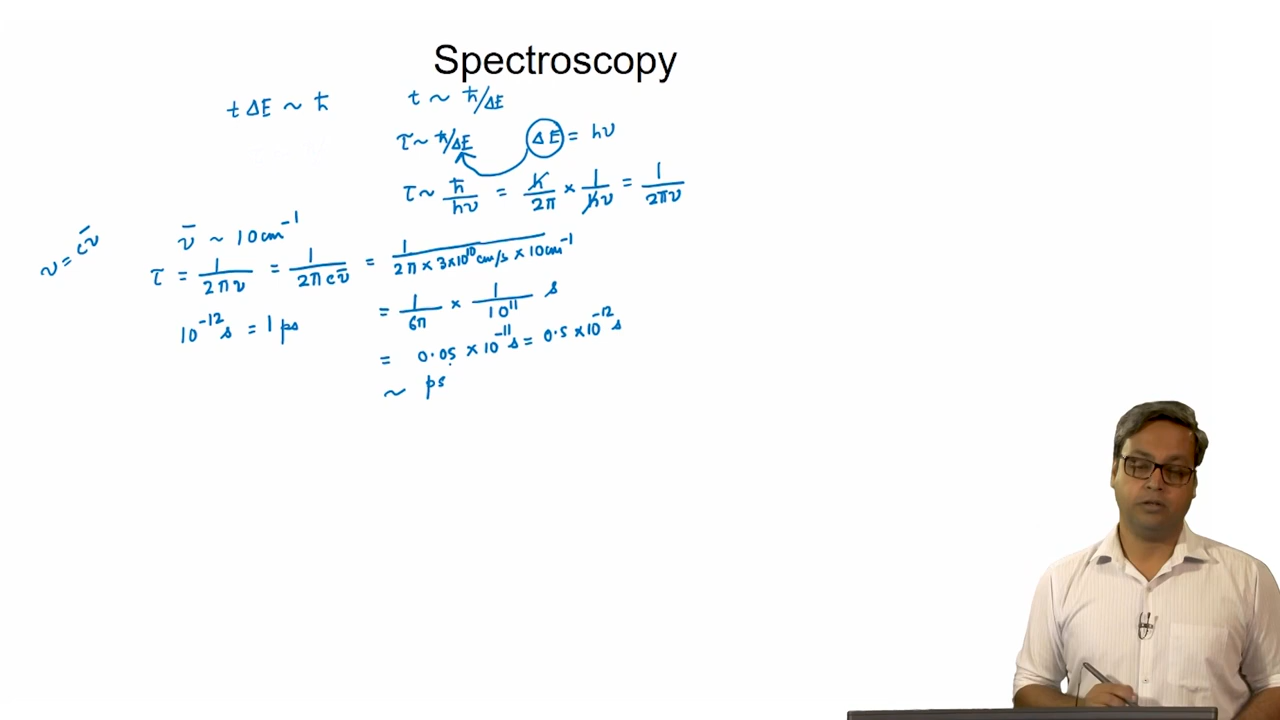 Spectroscopy
t ΔE ~ ħ    t ~ ħ/ΔE
τ ~ ħ/ΔE    ΔE = hν
τ ~ ħ/hν = h/2π × 1/hν = 1/2πν
ν = cν̄
ν̄ ~ 10 cm⁻¹
τ = 1/2πν = 1/2πcν̄ = 1/2π × 3×10¹⁰ cm/s × 10 cm⁻¹
= 1/6π × 1/10¹¹ s
10⁻¹² s = 1 ps
= 0.05 × 10⁻¹¹ s = 0.5 × 10⁻¹² s
~ ps